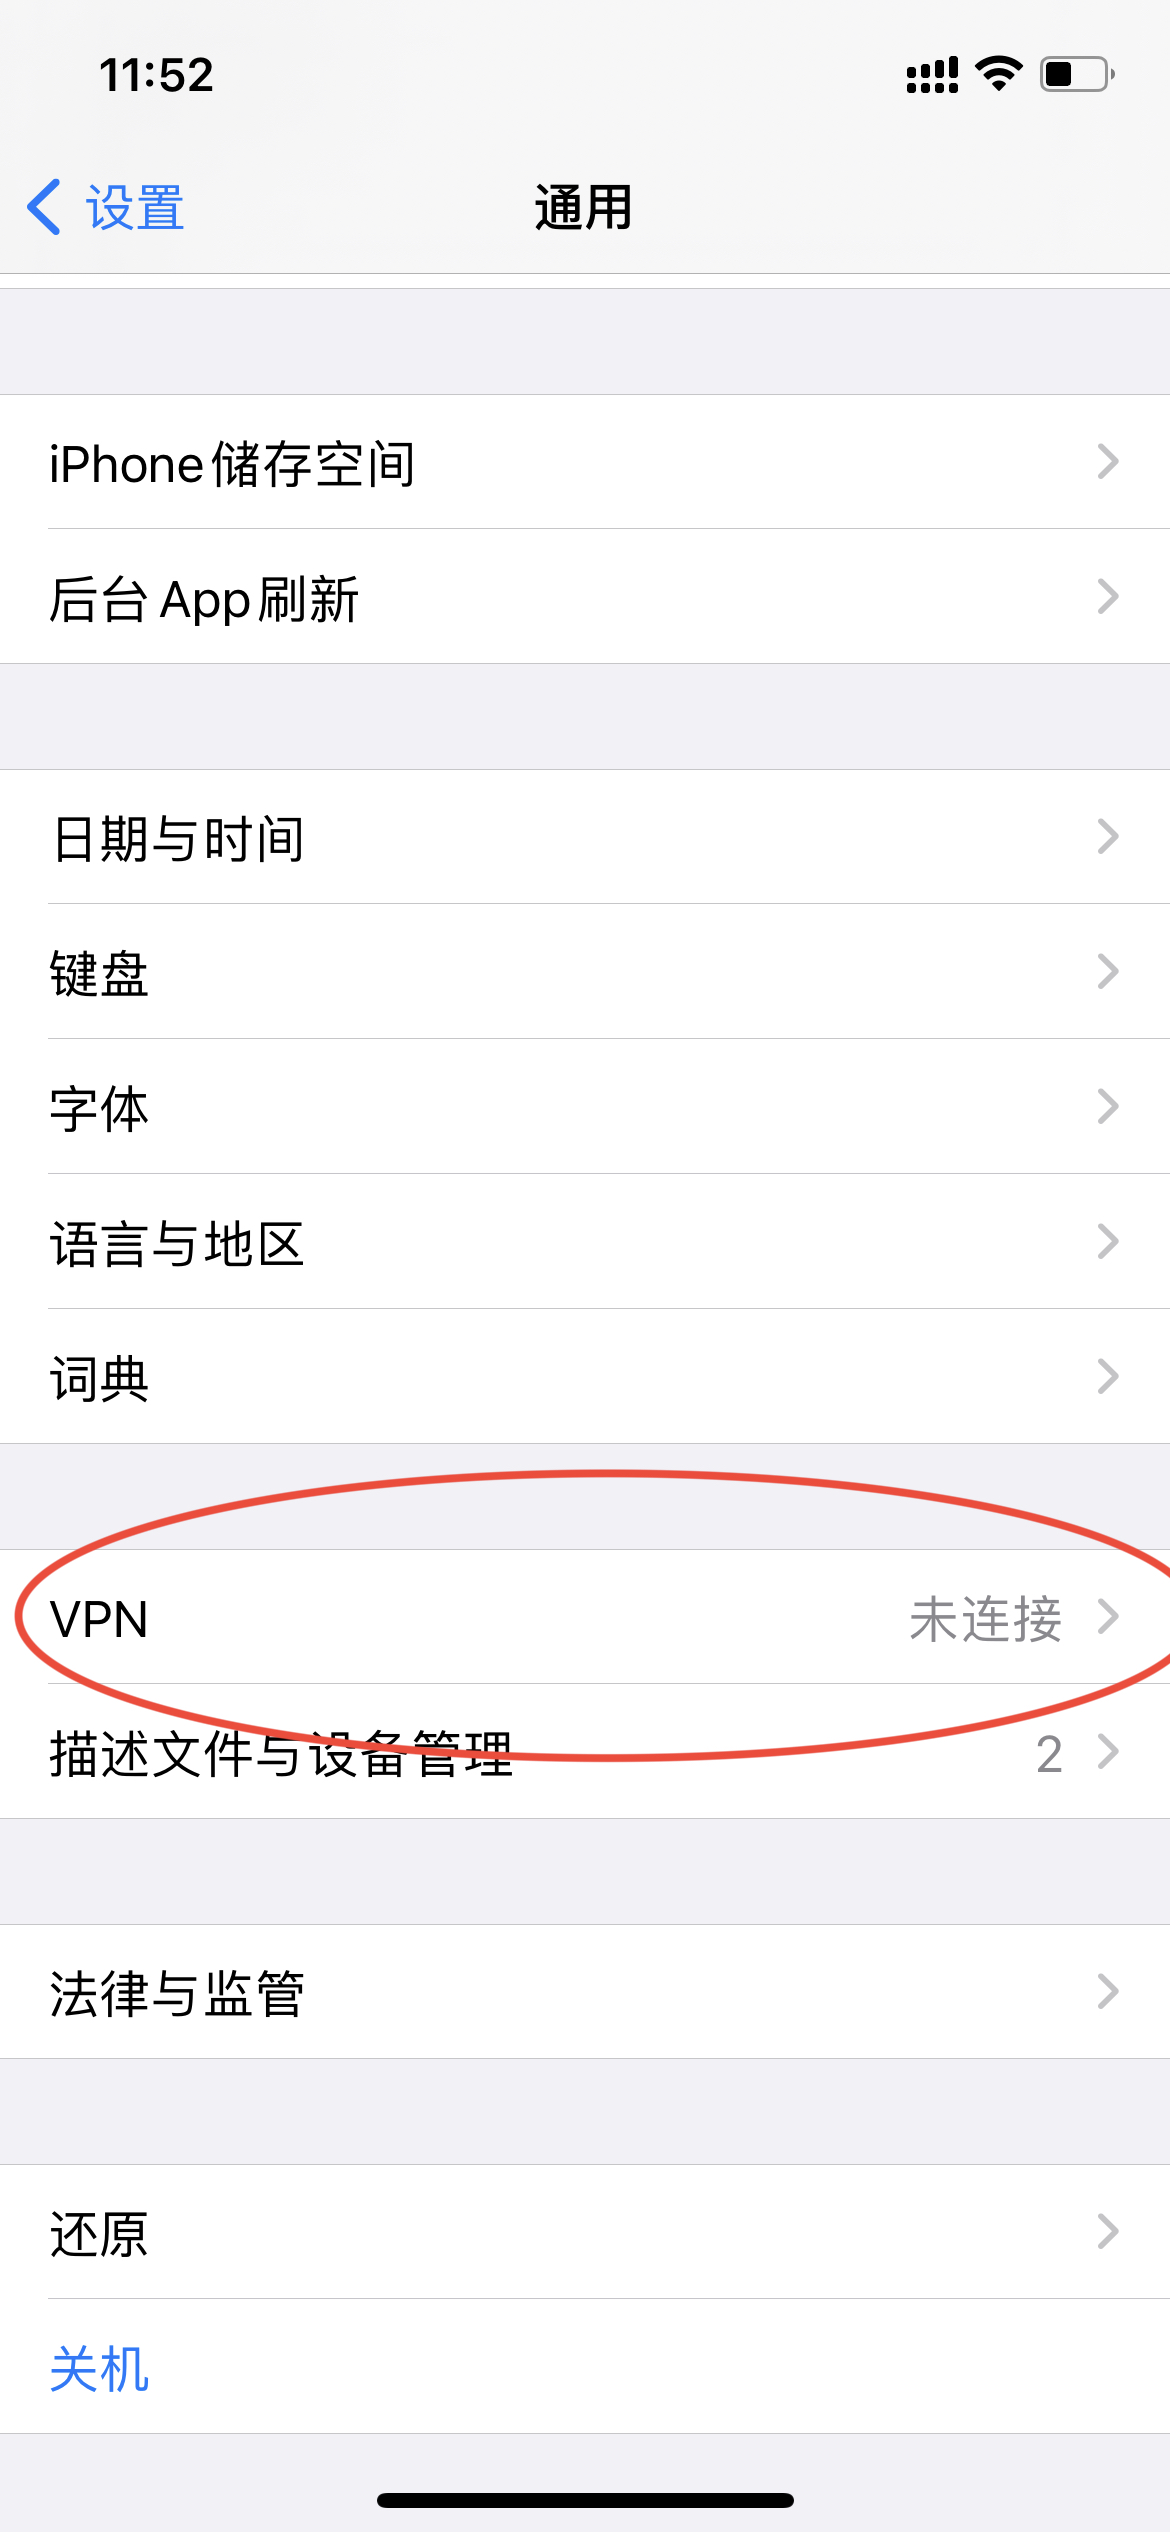 11:52
设置
通用
iPhone储存空间
后台App刷新
日期与时间
键盘
字体
语言与地区
词典
VPN 未连接
描述文件与设备管理 2
法律与监管
还原
关机